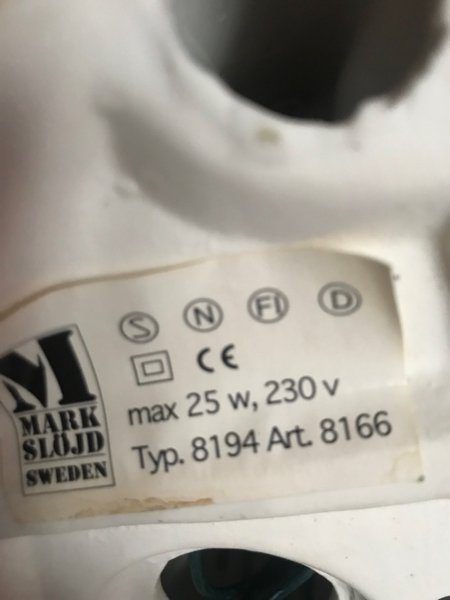 S N FI D
CE
max 25 w, 230 v
Typ. 8194 Art. 8166
M
MARK
SLÖJD
SWEDEN